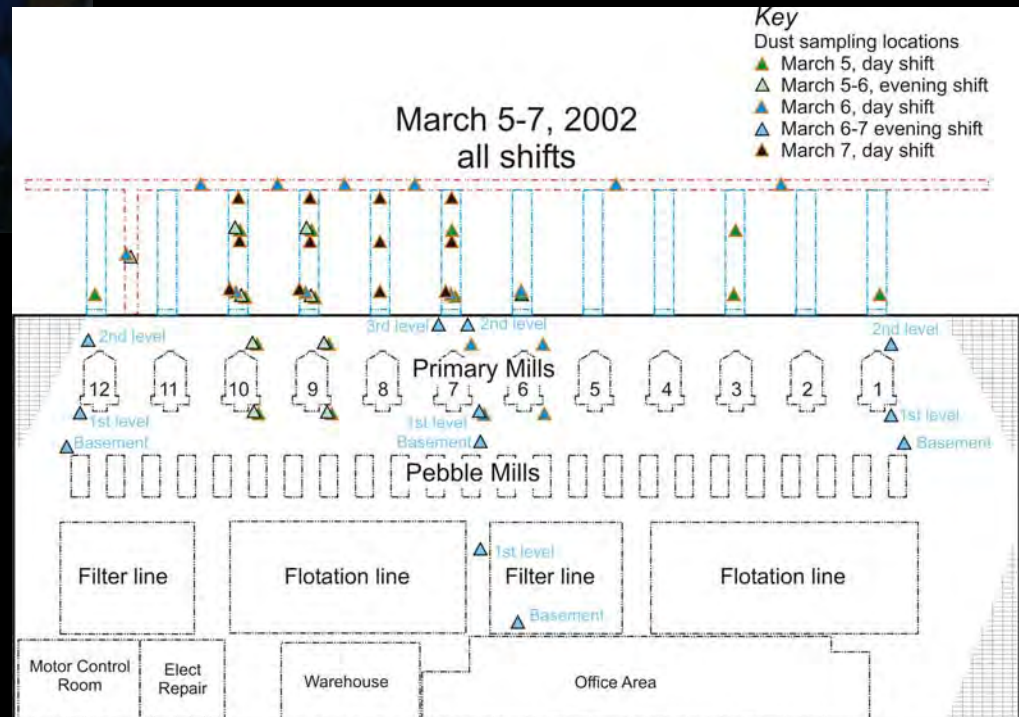 Key
Dust sampling locations
March 5, day shift
March 5-6, evening shift
March 6, day shift
March 6-7 evening shift
March 7, day shift
March 5-7, 2002
all shifts
2nd level
3rd level
2nd level
2nd level
Primary Mills
12 11 10 9 8 7 6 5 4 3 2 1
1st level
1st level
1st level
Basement
Basement
Basement
Pebble Mills
1st level
Filter line
Flotation line
Filter line
Flotation line
Basement
Motor Control
Room
Elect
Repair
Warehouse
Office Area